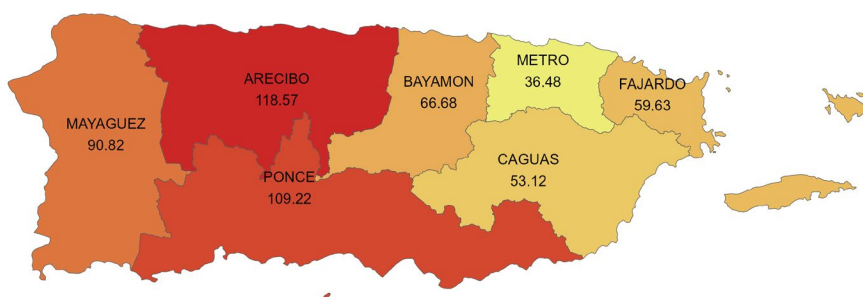 METRO
36.48
ARECIBO
118.57
BAYAMON
66.68
FAJARDO
59.63
MAYAGUEZ
90.82
CAGUAS
53.12
PONCE
109.22